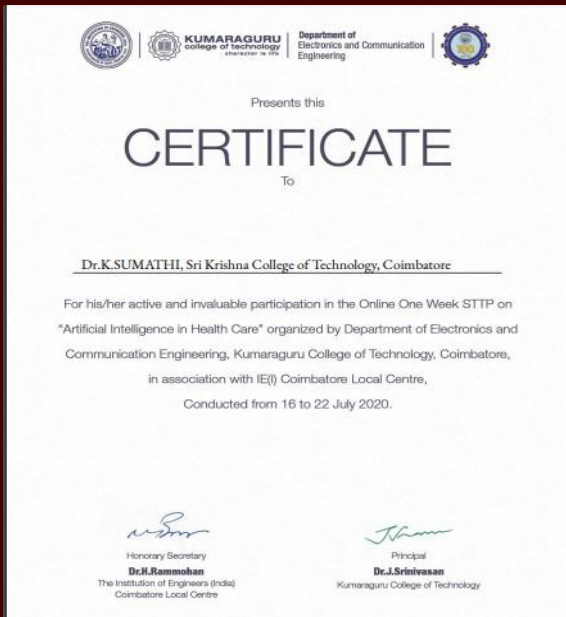 KUMARAGURU
college of technology
character is life
Department of
Electronics and Communication
Engineering
Presents this
CERTIFICATE
To
Dr.K.SUMATHI, Sri Krishna College of Technology, Coimbatore
For his/her active and invaluable participation in the Online One Week STTP on
"Artificial Intelligence in Health Care" organized by Department of Electronics and
Communication Engineering, Kumaraguru College of Technology, Coimbatore,
in association with IE(I) Coimbatore Local Centre,
Conducted from 16 to 22 July 2020.
Honorary Secretary
Dr.H.Rammohan
The Institution of Engineers (India)
Coimbatore Local Centre
Principal
Dr.J.Srinivasan
Kumaraguru College of Technology